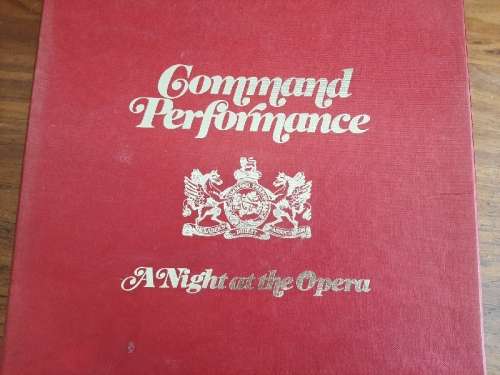 Command
Performance
A Night at the Opera